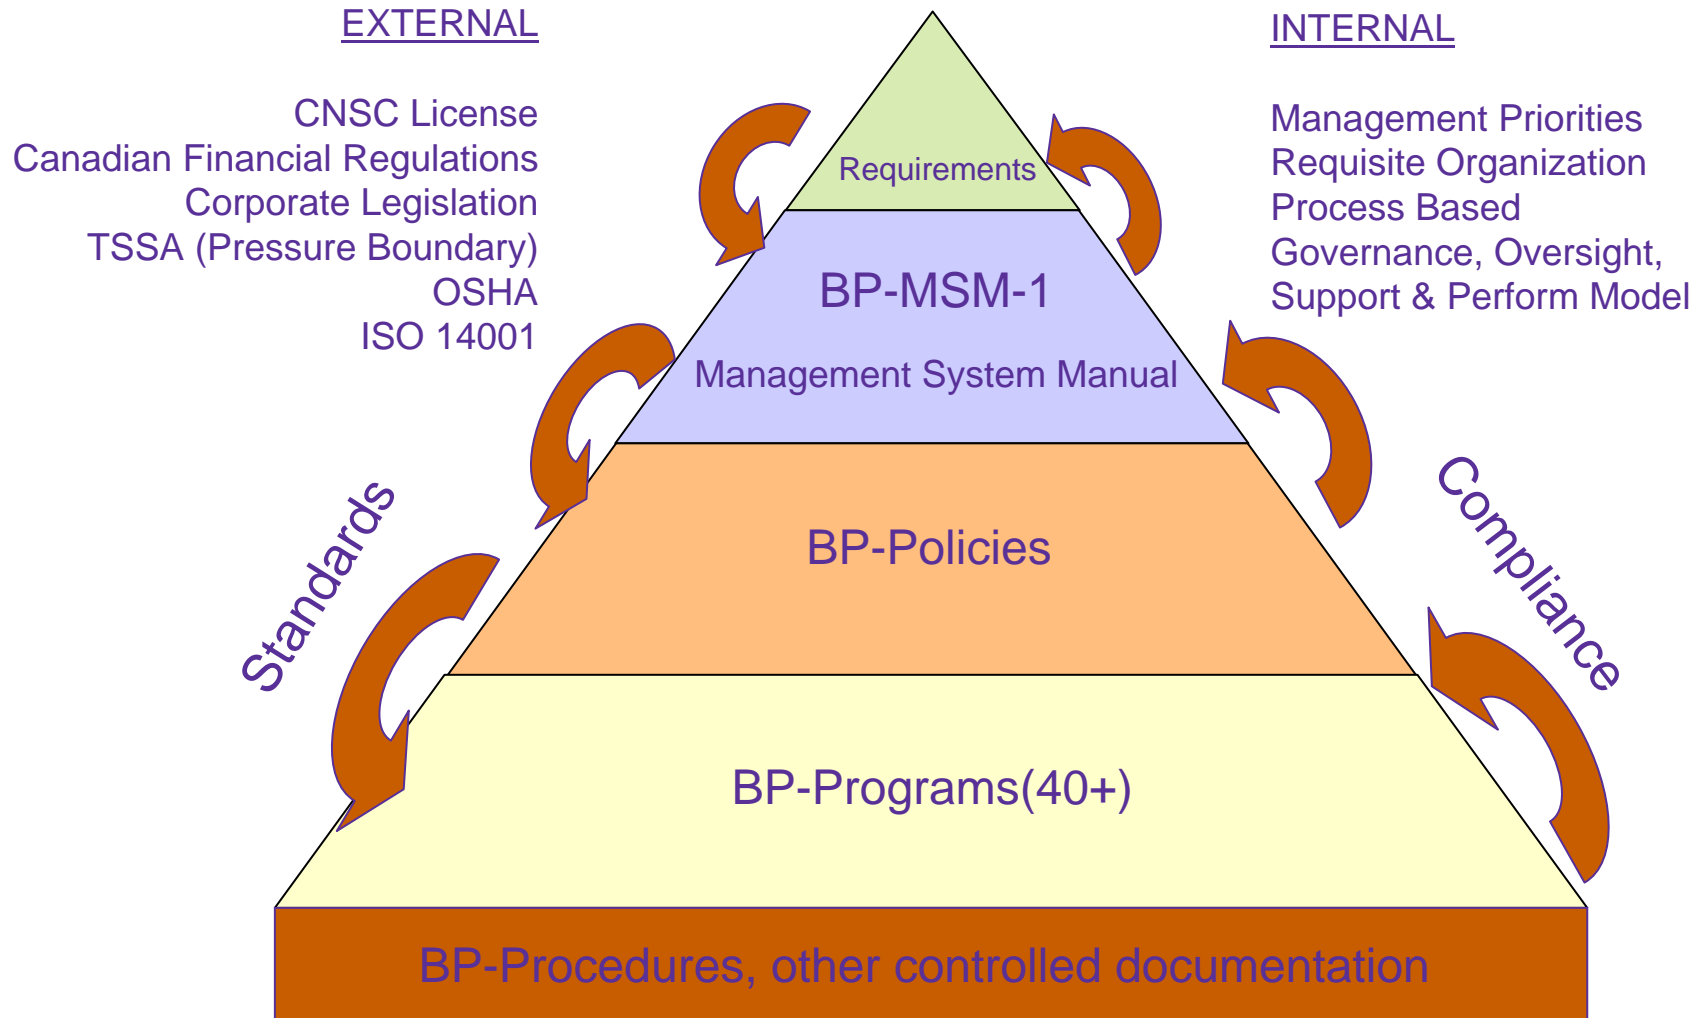 EXTERNAL
CNSC License
Canadian Financial Regulations
Corporate Legislation
TSSA (Pressure Boundary)
OSHA
ISO 14001
INTERNAL
Management Priorities
Requisite Organization
Process Based
Governance, Oversight,
Support & Perform Model
Requirements
BP-MSM-1
Management System Manual
Standards
Compliance
BP-Policies
BP-Programs(40+)
BP-Procedures, other controlled documentation